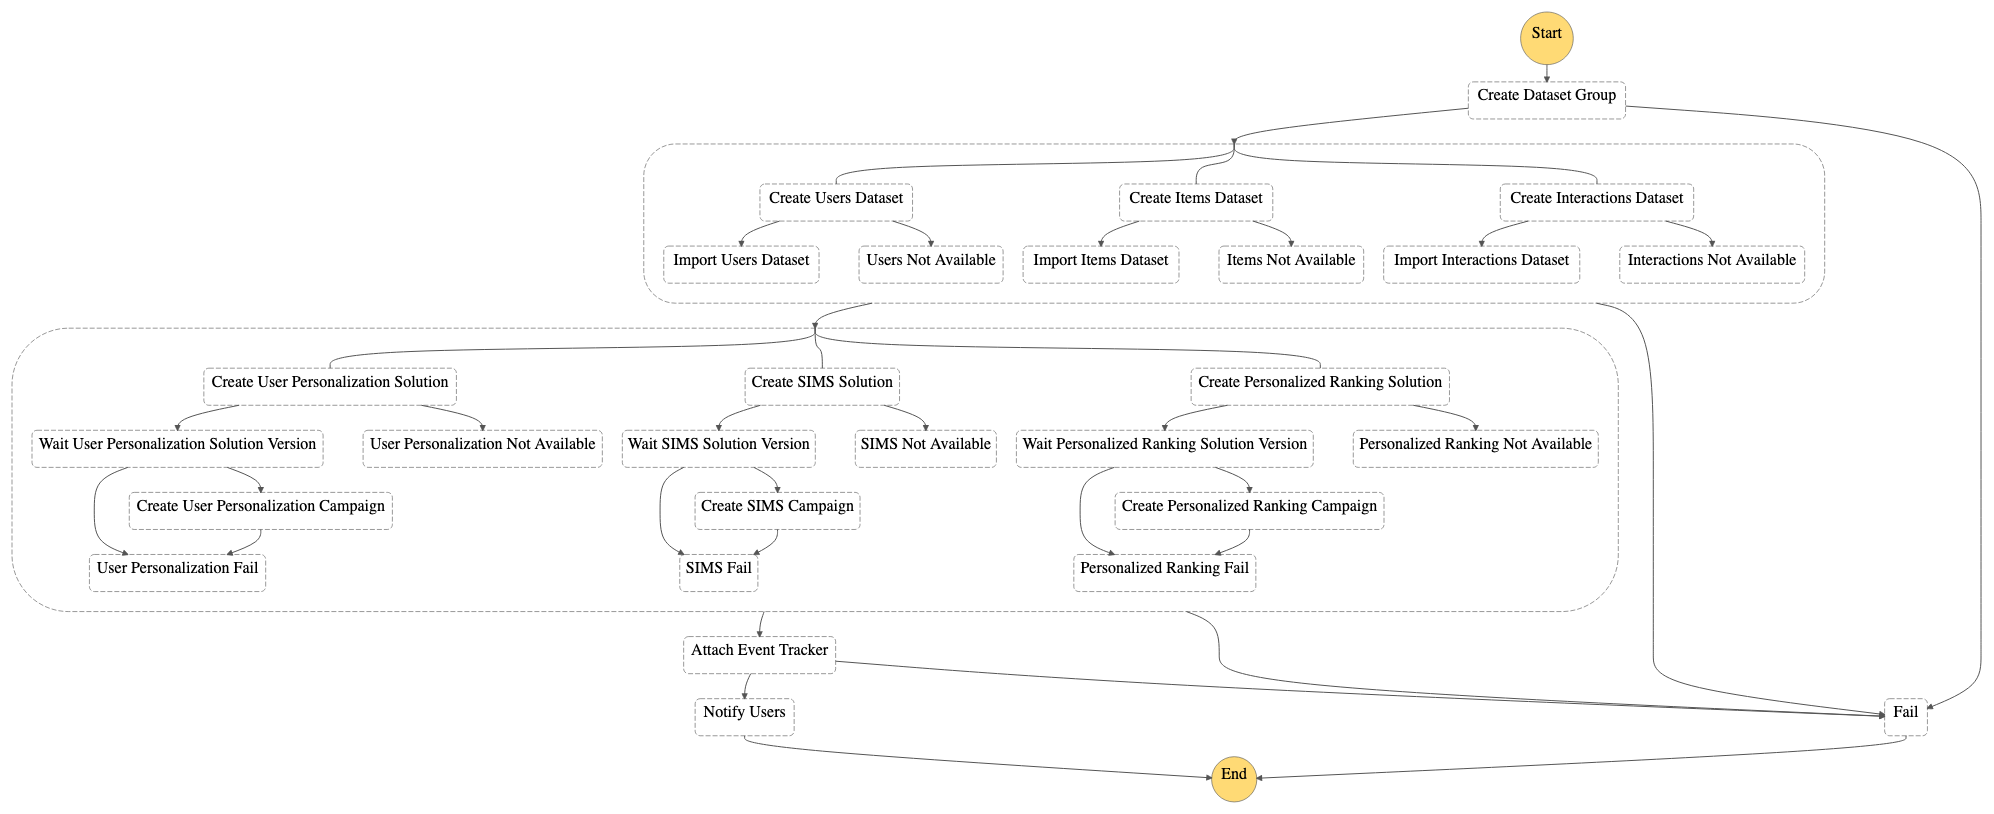 Start
Create Dataset Group
Create Users Dataset
Create Items Dataset
Create Interactions Dataset
Import Users Dataset
Users Not Available
Import Items Dataset
Items Not Available
Import Interactions Dataset
Interactions Not Available
Create User Personalization Solution
Create SIMS Solution
Create Personalized Ranking Solution
Wait User Personalization Solution Version
User Personalization Not Available
Wait SIMS Solution Version
SIMS Not Available
Wait Personalized Ranking Solution Version
Personalized Ranking Not Available
Create User Personalization Campaign
Create SIMS Campaign
Create Personalized Ranking Campaign
User Personalization Fail
SIMS Fail
Personalized Ranking Fail
Attach Event Tracker
Notify Users
Fail
End